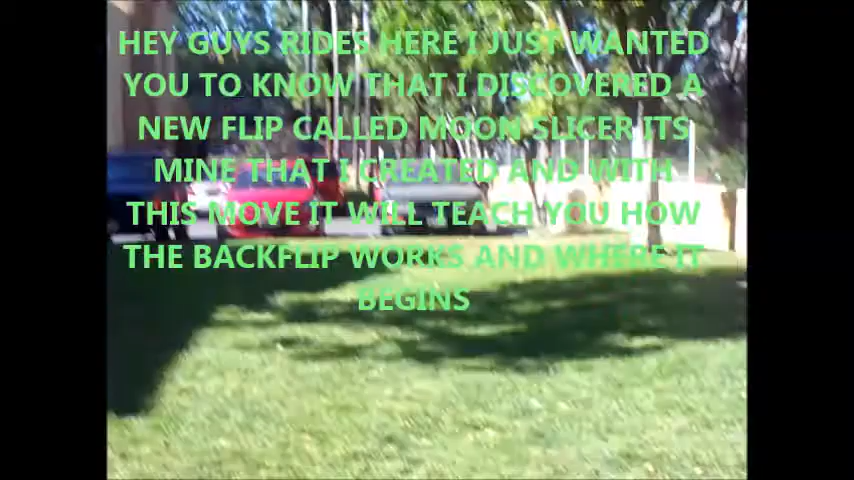 HEY GUYS RIDES HERE I JUST WANTED
YOU TO KNOW THAT I DISCOVERED A
NEW FLIP CALLED MOON SLICER ITS
MINE THAT I CREATED AND WITH
THIS MOVE IT WILL TEACH YOU HOW
THE BACKFLIP WORKS AND WHERE IT
BEGINS